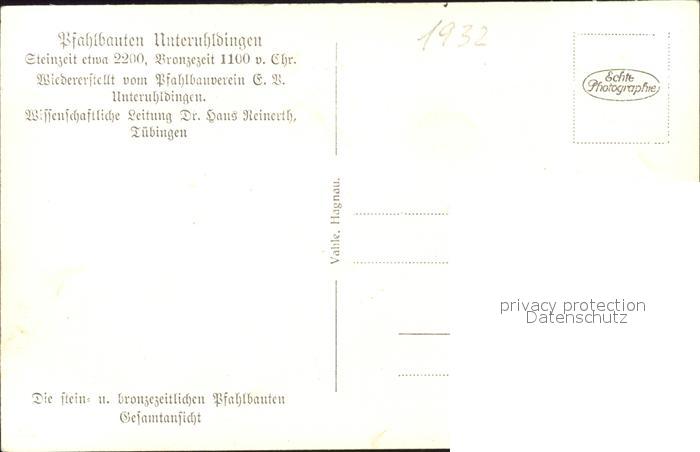 Pfahlbauten Unteruhldingen
Steinzeit etwa 2200, Bronzezeit 1100 v. Chr.
Wiedererstellt vom Pfahlbauverein E. V.
Unteruhldingen.
Wissenschaftliche Leitung Dr. Hans Reinerth,
Tübingen
1932
Echte
Photographie
Vahle, Hagnau.
privacy protection
Datenschutz
Die stein- u. bronzezeitlichen Pfahlbauten
Gesamtansicht